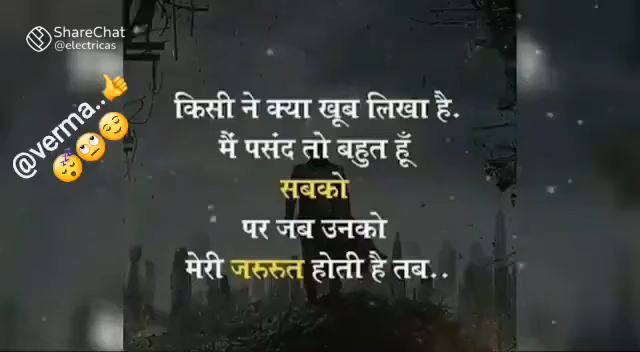 ShareChat
@electricas
@verma..👍
😴🙄😌
किसी ने क्या खूब लिखा है.
मैं पसंद तो बहुत हूँ
सबको
पर जब उनको
मेरी जरुरत होती है तब..